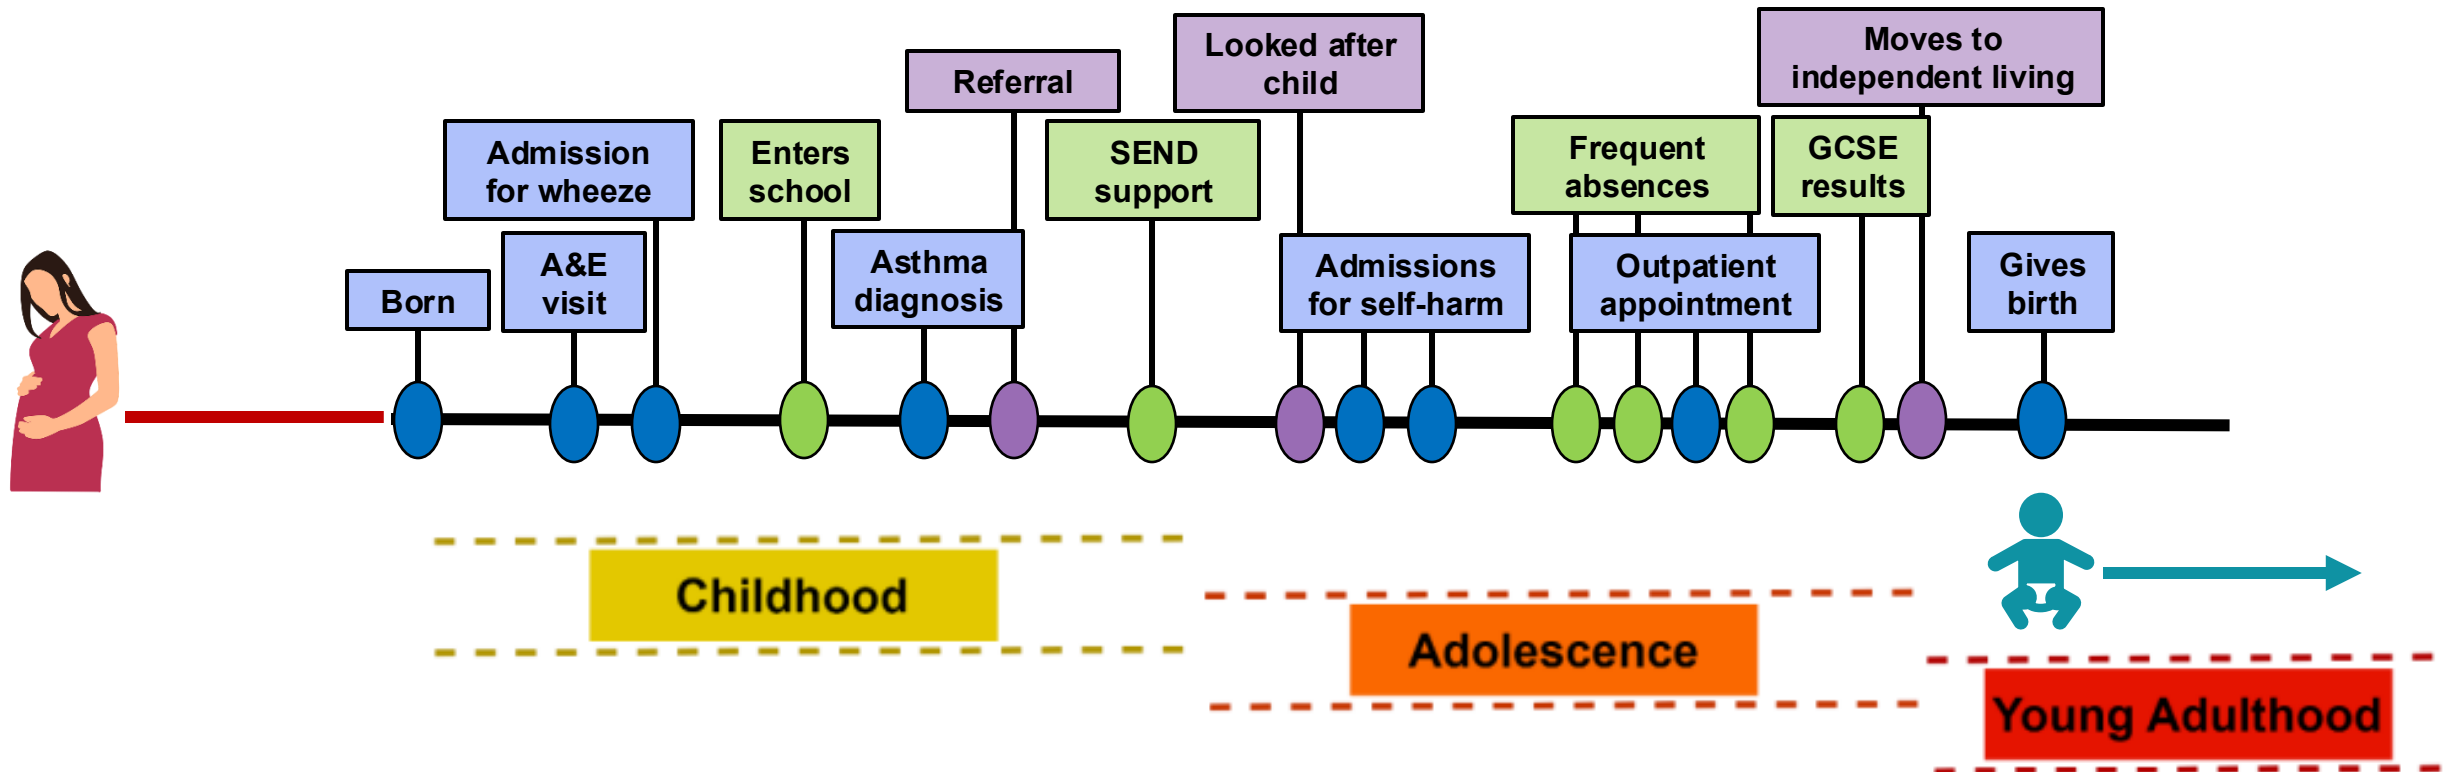 Born
Admission
for wheeze
A&E
visit
Enters
school
Asthma
diagnosis
Referral
SEND
support
Looked after
child
Admissions
for self-harm
Frequent
absences
Outpatient
appointment
GCSE
results
Moves to
independent living
Gives
birth
Childhood
Adolescence
Young Adulthood